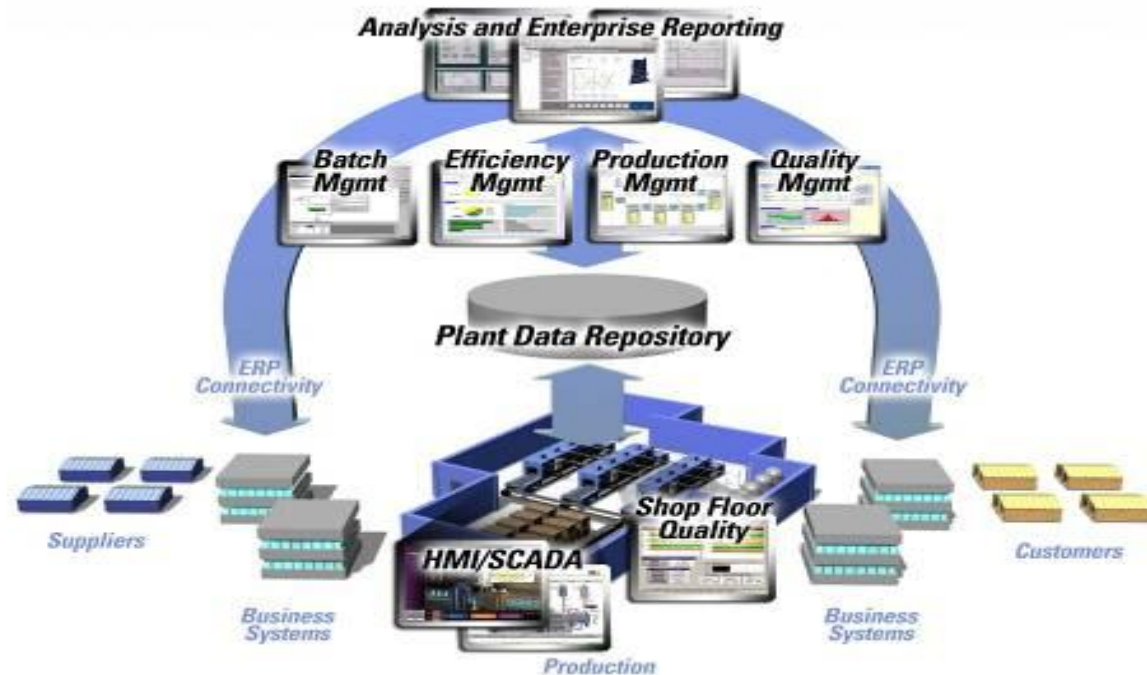 Analysis and Enterprise Reporting
Batch
Mgmt
Efficiency
Mgmt
Production
Mgmt
Quality
Mgmt
Plant Data Repository
ERP
Connectivity
ERP
Connectivity
Suppliers
Shop Floor
Quality
HMI/SCADA
Customers
Business
Systems
Business
Systems
Production